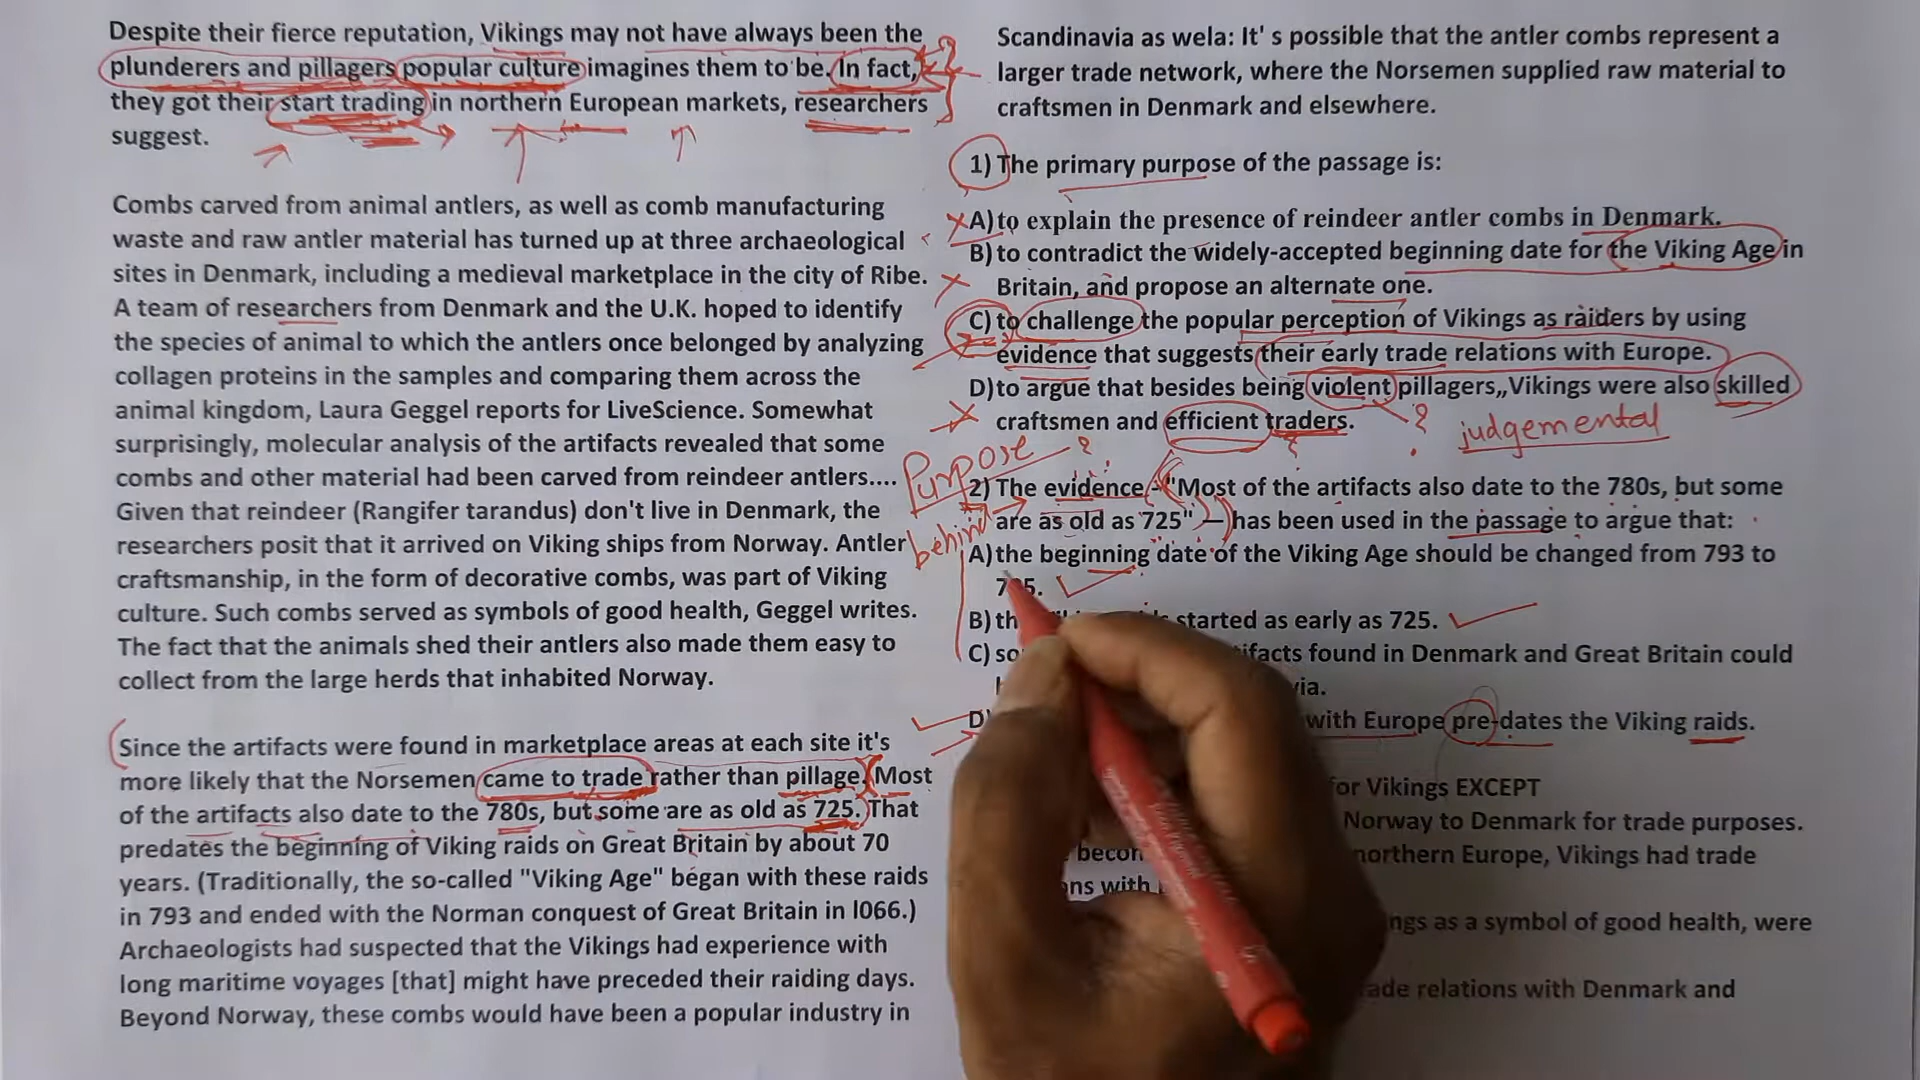 Despite their fierce reputation, Vikings may not have always been the
plunderers and pillagers popular culture imagines them to be. In fact,
they got their start trading in northern European markets, researchers
suggest.
Combs carved from animal antlers, as well as comb manufacturing
waste and raw antler material has turned up at three archaeological
sites in Denmark, including a medieval marketplace in the city of Ribe.
A team of researchers from Denmark and the U.K. hoped to identify
the species of animal to which the antlers once belonged by analyzing
collagen proteins in the samples and comparing them across the
animal kingdom, Laura Geggel reports for LiveScience. Somewhat
surprisingly, molecular analysis of the artifacts revealed that some
combs and other material had been carved from reindeer antlers....
Given that reindeer (Rangifer tarandus) don't live in Denmark, the
researchers posit that it arrived on Viking ships from Norway. Antler
craftsmanship, in the form of decorative combs, was part of Viking
culture. Such combs served as symbols of good health, Geggel writes.
The fact that the animals shed their antlers also made them easy to
collect from the large herds that inhabited Norway.
Since the artifacts were found in marketplace areas at each site it's
more likely that the Norsemen came to trade rather than pillage. Most
of the artifacts also date to the 780s, but some are as old as 725. That
predates the beginning of Viking raids on Great Britain by about 70
years. (Traditionally, the so-called "Viking Age" began with these raids
in 793 and ended with the Norman conquest of Great Britain in l066.)
Archaeologists had suspected that the Vikings had experience with
long maritime voyages [that] might have preceded their raiding days.
Beyond Norway, these combs would have been a popular industry in
Scandinavia as wela: It' s possible that the antler combs represent a
larger trade network, where the Norsemen supplied raw material to
craftsmen in Denmark and elsewhere.
1) The primary purpose of the passage is:
A) to explain the presence of reindeer antler combs in Denmark.
B) to contradict the widely-accepted beginning date for the Viking Age in
Britain, and propose an alternate one.
C) to challenge the popular perception of Vikings as raiders by using
evidence that suggests their early trade relations with Europe.
D) to argue that besides being violent pillagers,, Vikings were also skilled
craftsmen and efficient traders.
judgemental
Purpose
behind
2) The evidence - "Most of the artifacts also date to the 780s, but some
are as old as 725" — has been used in the passage to argue that:
A) the beginning date of the Viking Age should be changed from 793 to
725.
B) started as early as 725.
C) found in Denmark and Great Britain could
D) with Europe pre-dates the Viking raids.
for Vikings EXCEPT
Norway to Denmark for trade purposes.
northern Europe, Vikings had trade
with
as a symbol of good health, were
relations with Denmark and